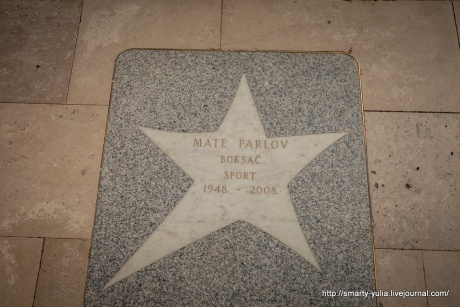 MATE PARLOV
BOKSAČ
SPORT
1948. - 2008.
http://smarty-yulia.livejournal.com/